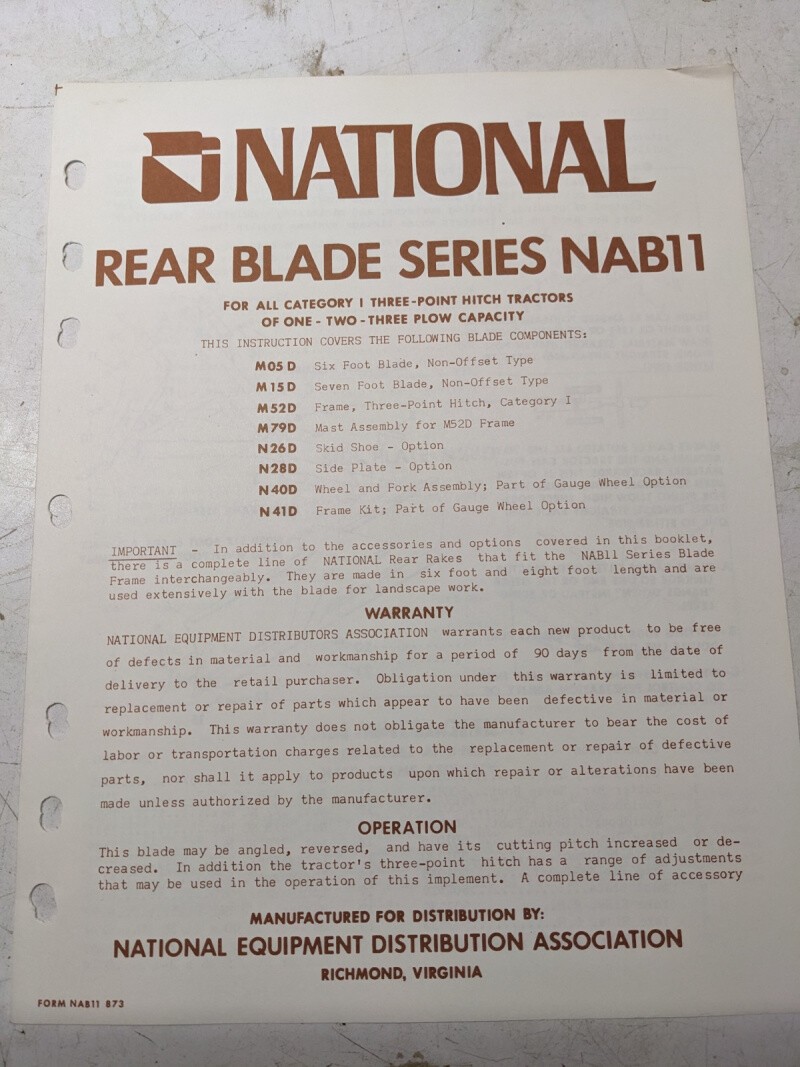 NATIONAL
REAR BLADE SERIES NAB11
FOR ALL CATEGORY I THREE-POINT HITCH TRACTORS
OF ONE - TWO - THREE PLOW CAPACITY
THIS INSTRUCTION COVERS THE FOLLOWING BLADE COMPONENTS:
M05D Six Foot Blade, Non-Offset Type
M15D Seven Foot Blade, Non-Offset Type
M52D Frame, Three-Point Hitch, Category I
M79D Mast Assembly for M52D Frame
N26D Skid Shoe - Option
N28D Side Plate - Option
N40D Wheel and Fork Assembly; Part of Gauge Wheel Option
N41D Frame Kit; Part of Gauge Wheel Option
IMPORTANT - In addition to the accessories and options covered in this booklet,
there is a complete line of NATIONAL Rear Rakes that fit the NAB11 Series Blade
Frame interchangeably. They are made in six foot and eight foot length and are
used extensively with the blade for landscape work.
WARRANTY
NATIONAL EQUIPMENT DISTRIBUTORS ASSOCIATION warrants each new product to be free
of defects in material and workmanship for a period of 90 days from the date of
delivery to the retail purchaser. Obligation under this warranty is limited to
replacement or repair of parts which appear to have been defective in material or
workmanship. This warranty does not obligate the manufacturer to bear the cost of
labor or transportation charges related to the replacement or repair of defective
parts, nor shall it apply to products upon which repair or alterations have been
made unless authorized by the manufacturer.
OPERATION
This blade may be angled, reversed, and have its cutting pitch increased or de-
creased. In addition the tractor's three-point hitch has a range of adjustments
that may be used in the operation of this implement. A complete line of accessory
MANUFACTURED FOR DISTRIBUTION BY:
NATIONAL EQUIPMENT DISTRIBUTION ASSOCIATION
RICHMOND, VIRGINIA
FORM NAB11 873